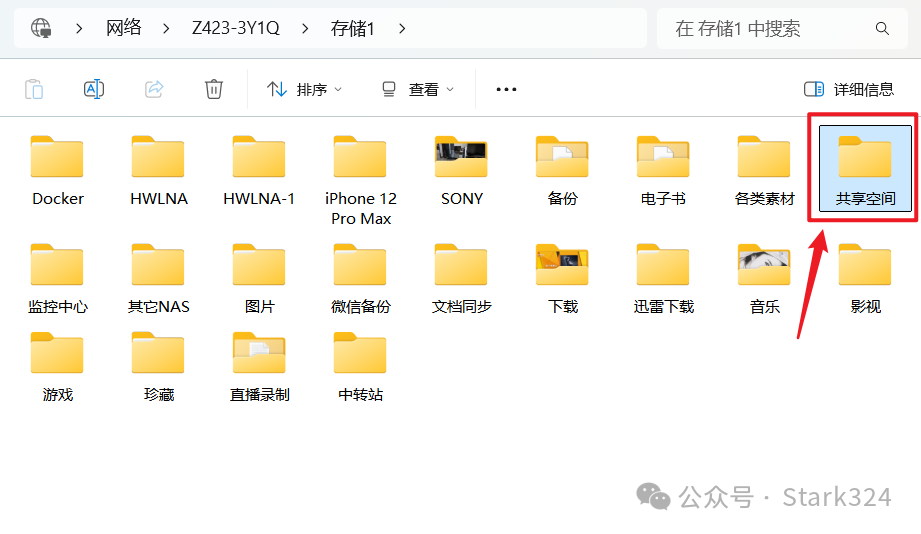 网络 Z423-3Y1Q 存储1
在 存储1 中搜索
排序 查看 详细信息
Docker HWLNA HWLNA-1 iPhone 12 Pro Max SONY 备份 电子书 各类素材 共享空间
监控中心 其它NAS 图片 微信备份 文档同步 下载 迅雷下载 音乐 影视
游戏 珍藏 直播录制 中转站
公众号 · Stark324